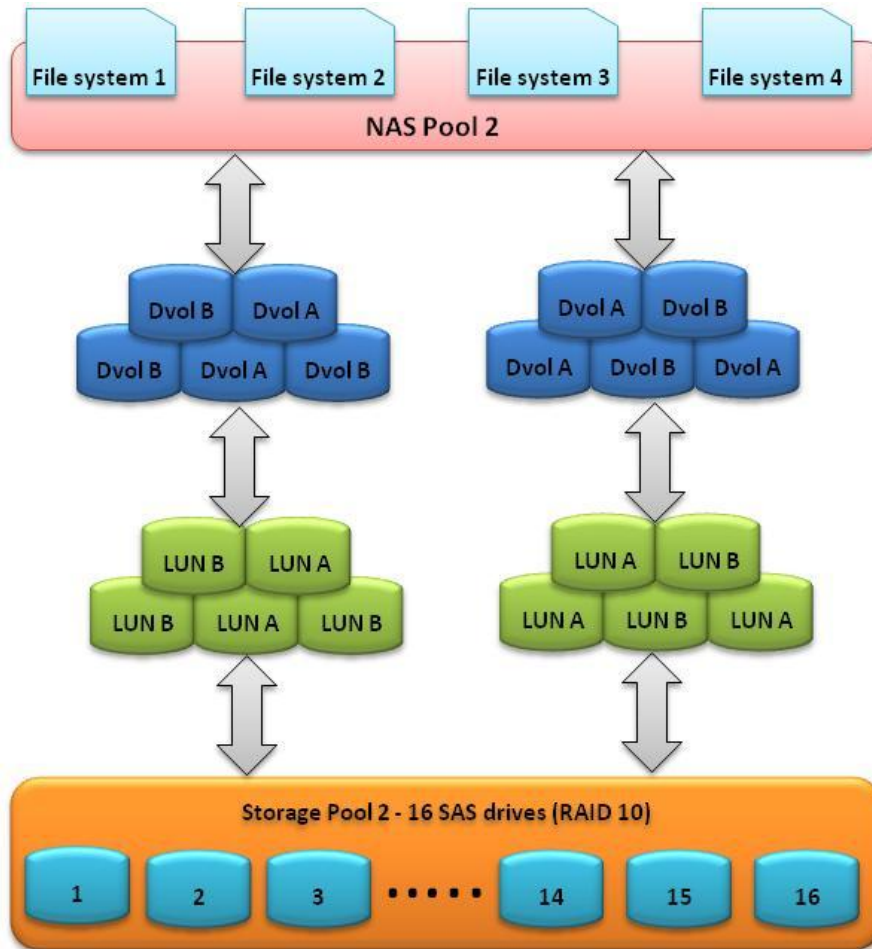 File system 1
File system 2
File system 3
File system 4
NAS Pool 2
Dvol B
Dvol A
Dvol B
Dvol A
Dvol B
Dvol A
Dvol B
Dvol A
Dvol B
Dvol A
LUN B
LUN A
LUN B
LUN A
LUN B
LUN A
LUN B
LUN A
LUN B
LUN A
Storage Pool 2 - 16 SAS drives (RAID 10)
1
2
3
.....
14
15
16